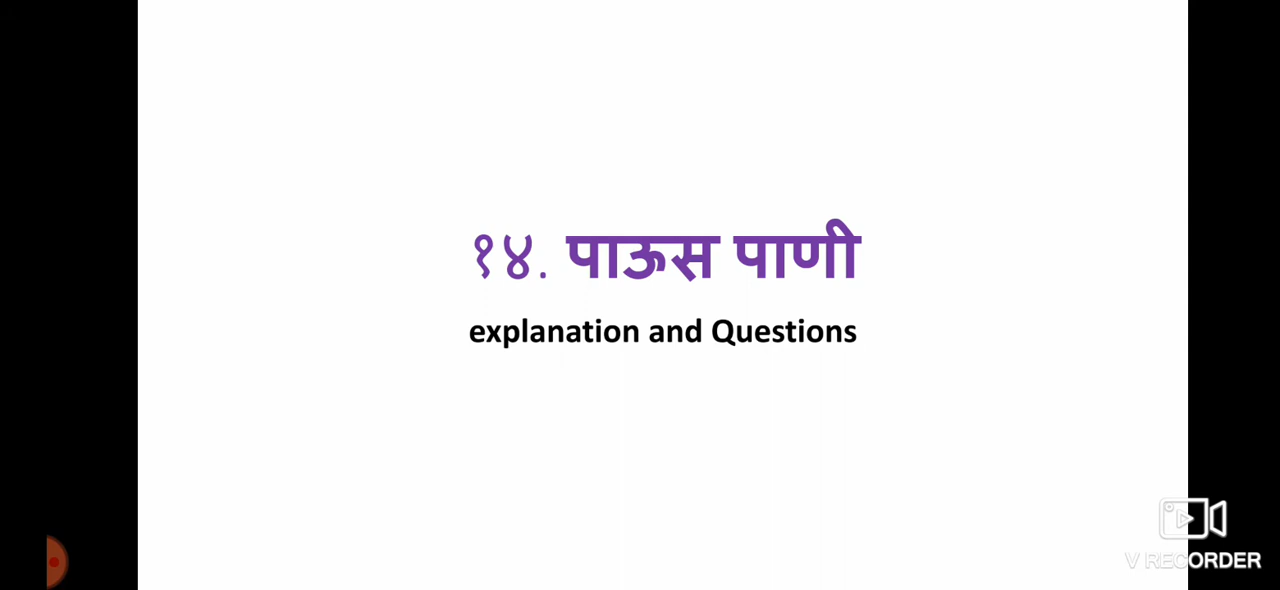 १४. पाऊस पाणी
explanation and Questions
V RECORDER